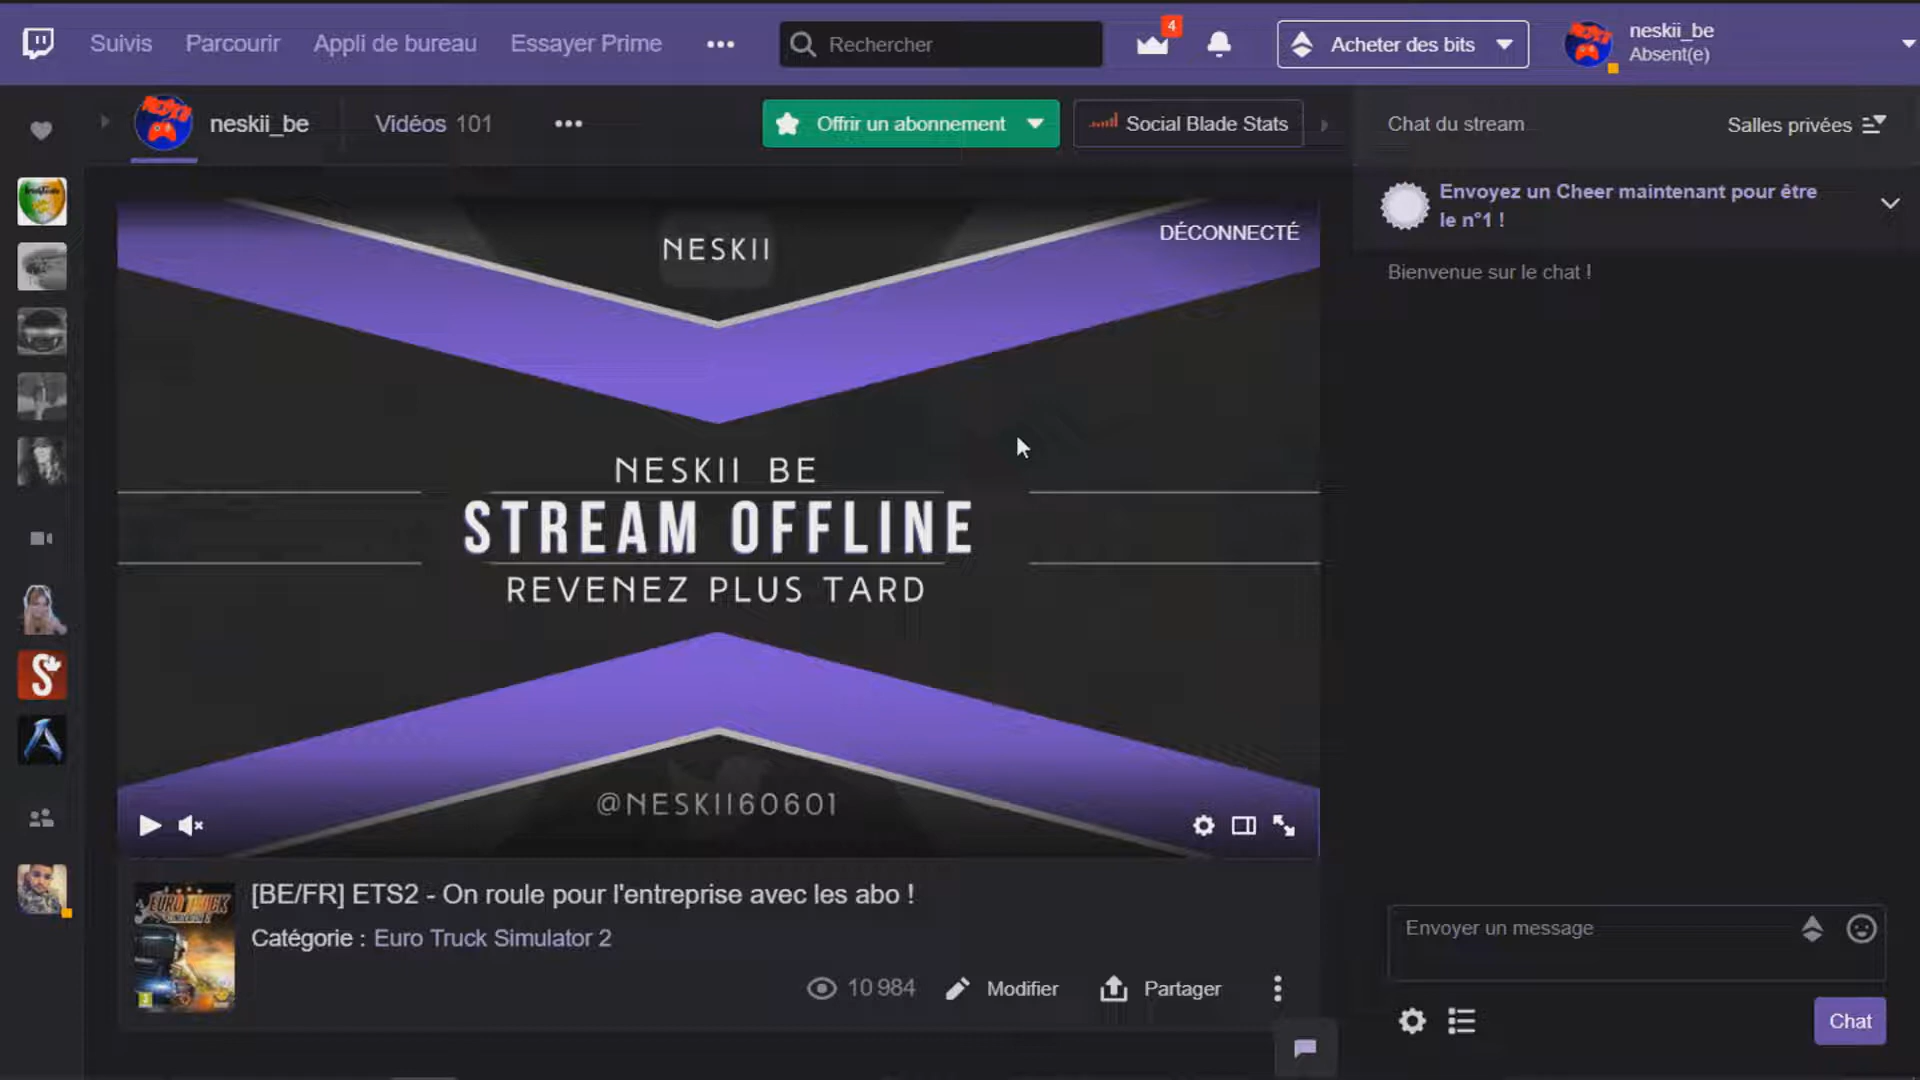 Suivis
Parcourir
Appli de bureau
Essayer Prime
Rechercher
4
Acheter des bits
neskii_be
Absent(e)
neskii_be
Vidéos 101
Offrir un abonnement
Social Blade Stats
Chat du stream
Salles privées
Envoyez un Cheer maintenant pour être
le n°1 !
Bienvenue sur le chat !
NESKII
DÉCONNECTÉ
NESKII_BE
STREAM OFFLINE
REVENEZ PLUS TARD
@NESKII60601
[BE/FR] ETS2 - On roule pour l'entreprise avec les abo !
Catégorie : Euro Truck Simulator 2
10 984
Modifier
Partager
Envoyer un message
Chat